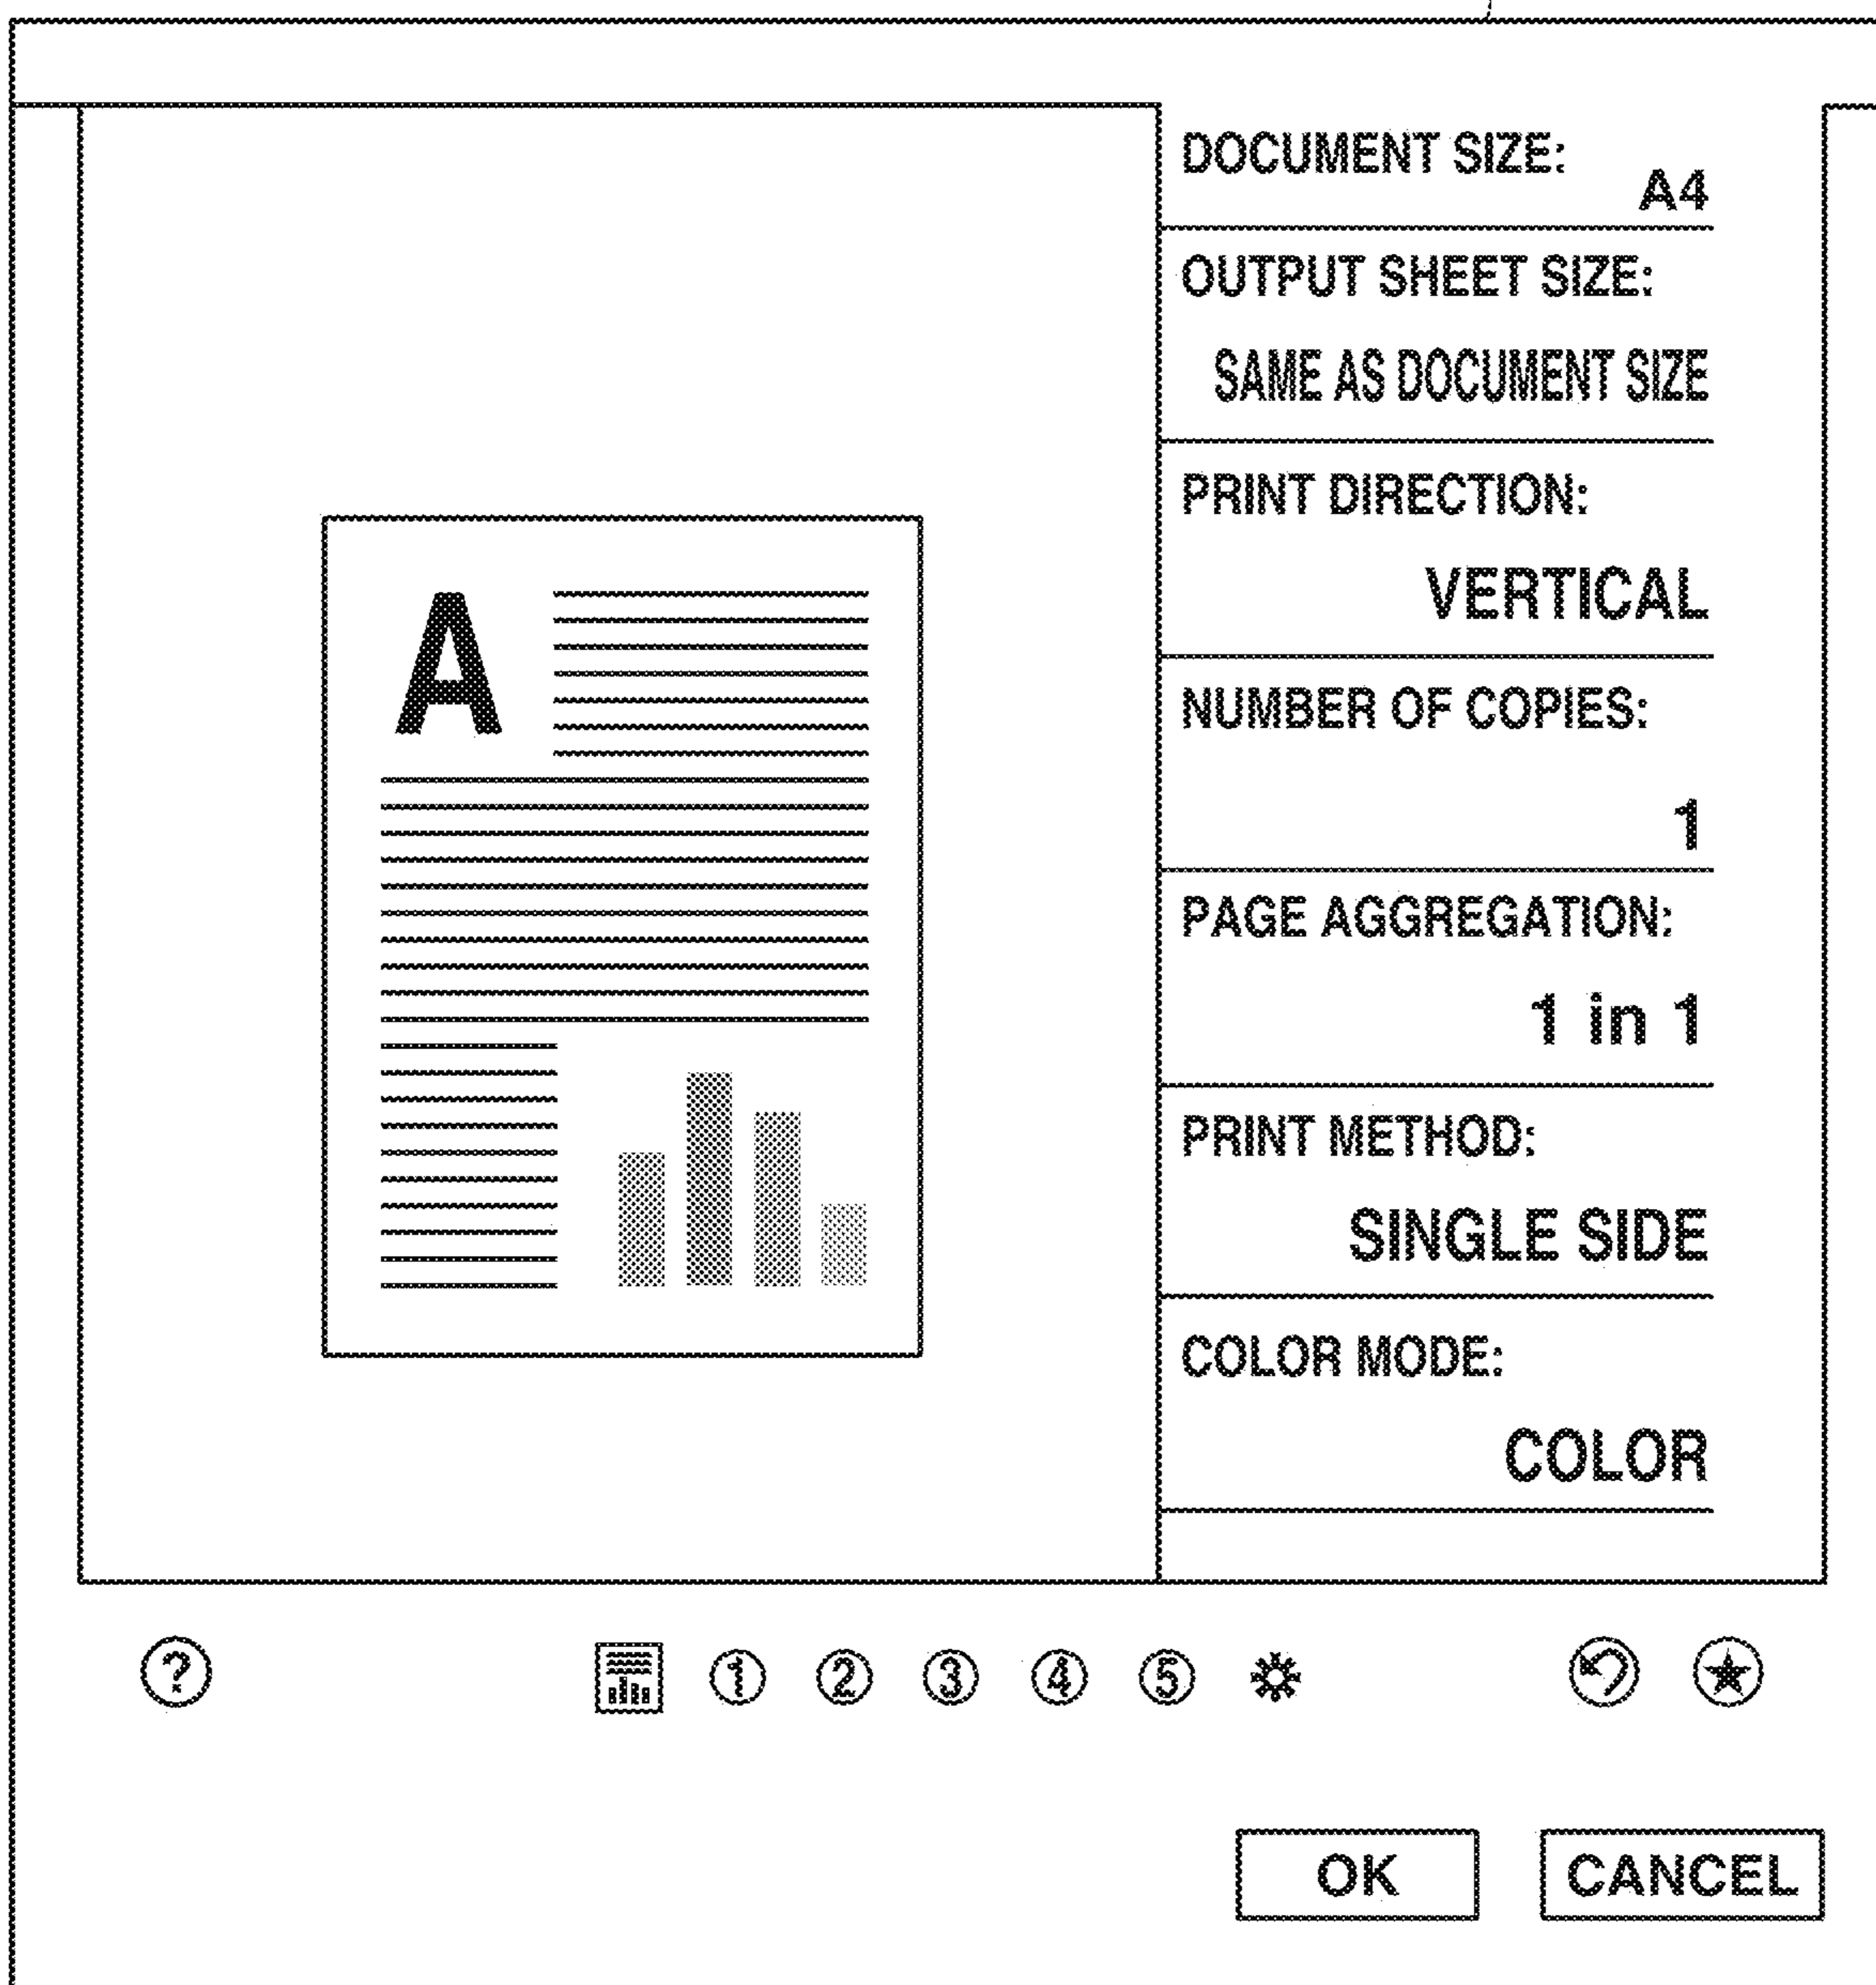 DOCUMENT SIZE:
A4
OUTPUT SHEET SIZE:
SAME AS DOCUMENT SIZE
PRINT DIRECTION:
VERTICAL
NUMBER OF COPIES:
1
PAGE AGGREGATION:
1 in 1
PRINT METHOD:
SINGLE SIDE
COLOR MODE:
COLOR
A
? 1 2 3 4 5
OK CANCEL